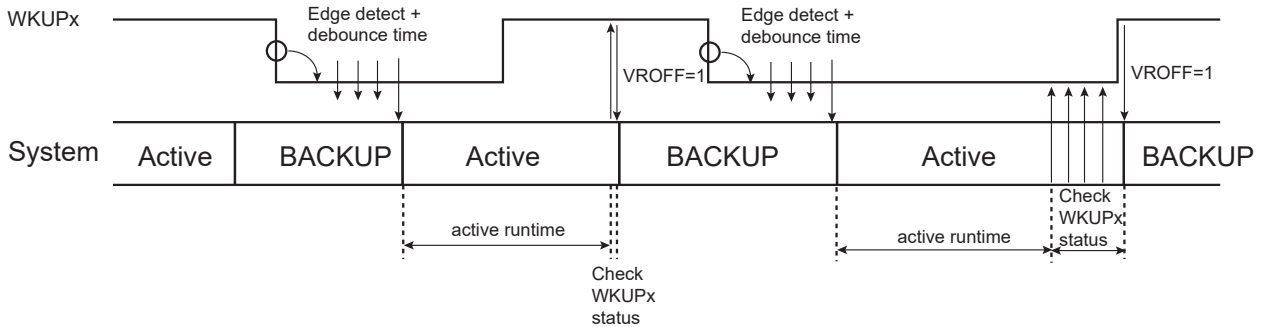 WKUPx
Edge detect +
debounce time
VROFF=1
Edge detect +
debounce time
VROFF=1
System
Active
BACKUP
Active
BACKUP
Active
BACKUP
active runtime
Check
WKUPx
status
active runtime
Check
WKUPx
status